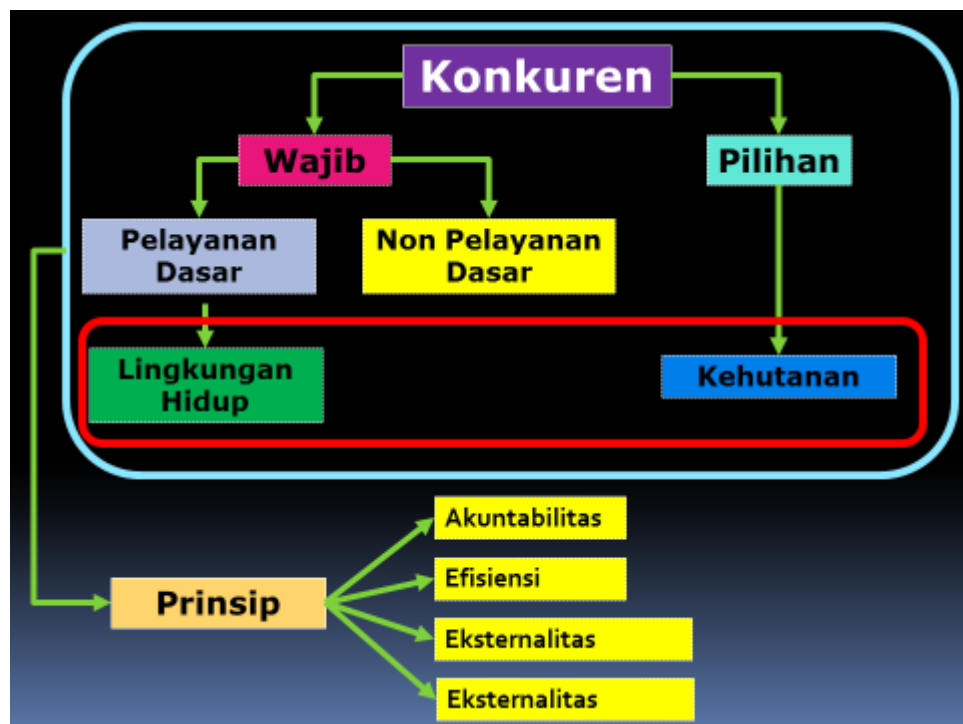 Konkuren
Wajib
Pilihan
Pelayanan
Dasar
Non Pelayanan
Dasar
Lingkungan
Hidup
Kehutanan
Prinsip
Akuntabilitas
Efisiensi
Eksternalitas
Eksternalitas